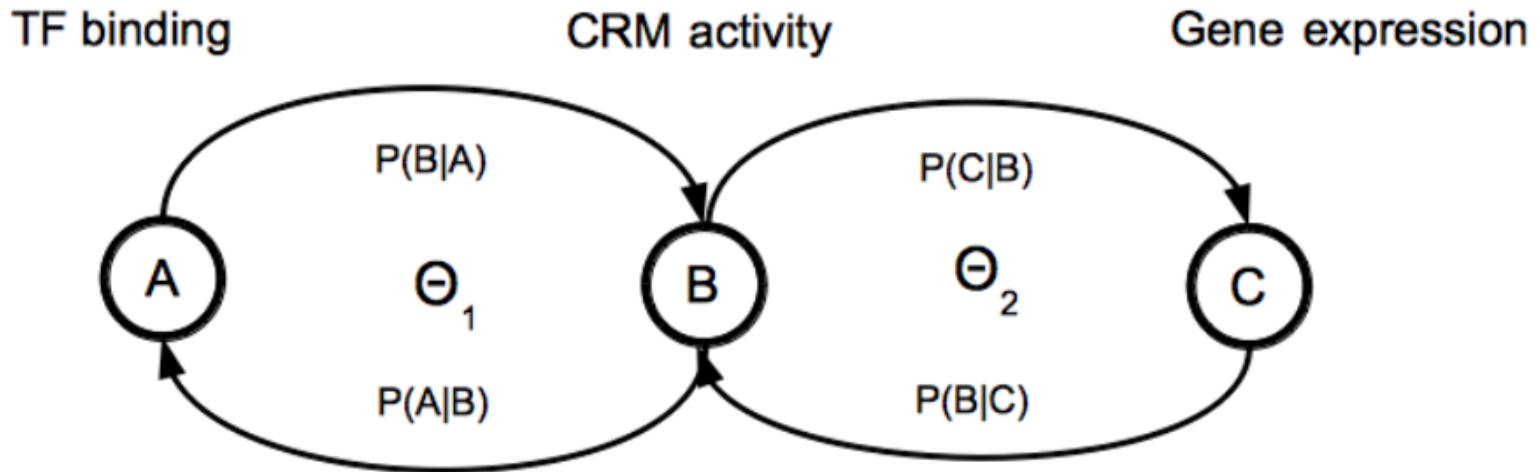 TF binding
CRM activity
Gene expression
P(B|A)
P(C|B)
A
Θ1
B
Θ2
C
P(A|B)
P(B|C)